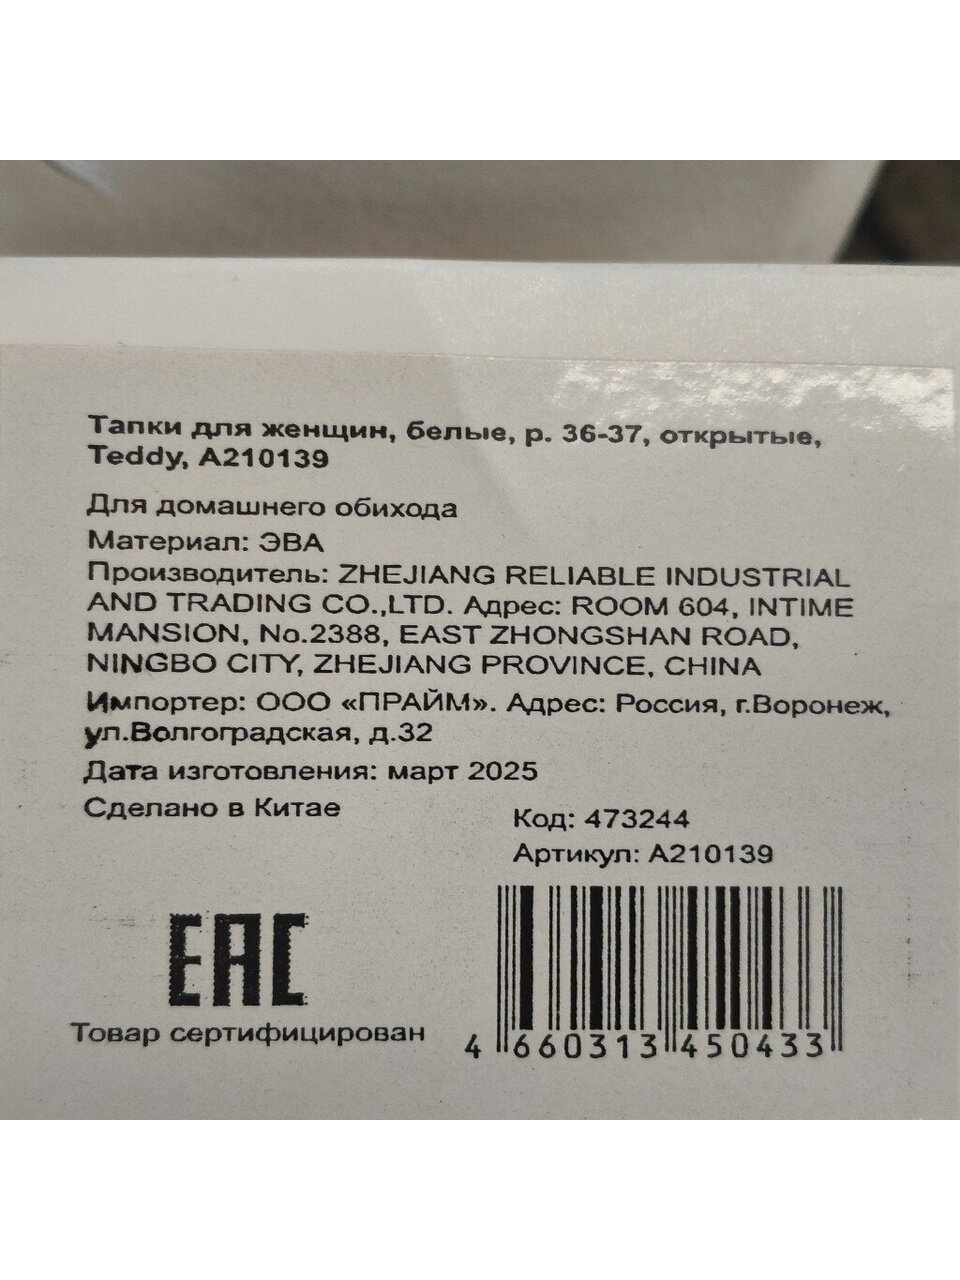 Тапки для женщин, белые, р. 36-37, открытые,
Teddy, A210139
Для домашнего обихода
Материал: ЭВА
Производитель: ZHEJIANG RELIABLE INDUSTRIAL
AND TRADING CO.,LTD. Адрес: ROOM 604, INTIME
MANSION, No.2388, EAST ZHONGSHAN ROAD,
NINGBO CITY, ZHEJIANG PROVINCE, CHINA
Импортер: ООО «ПРАЙМ». Адрес: Россия, г.Воронеж,
ул.Волгоградская, д.32
Дата изготовления: март 2025
Сделано в Китае
Код: 473244
Артикул: A210139
EAC
Товар сертифицирован
4 660313 450433